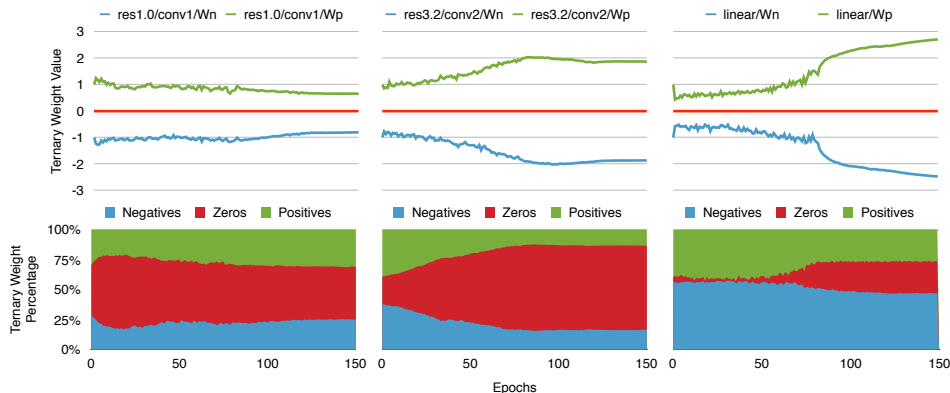 res1.0/conv1/Wn res1.0/conv1/Wp res3.2/conv2/Wn res3.2/conv2/Wp linear/Wn linear/Wp
Ternary Weight Value
3
2
1
0
-1
-2
-3
Negatives Zeros Positives Negatives Zeros Positives Negatives Zeros Positives
Ternary Weight
Percentage
100%
75%
50%
25%
0%
0 50 100 150 0 50 100 150 0 50 100 150
Epochs